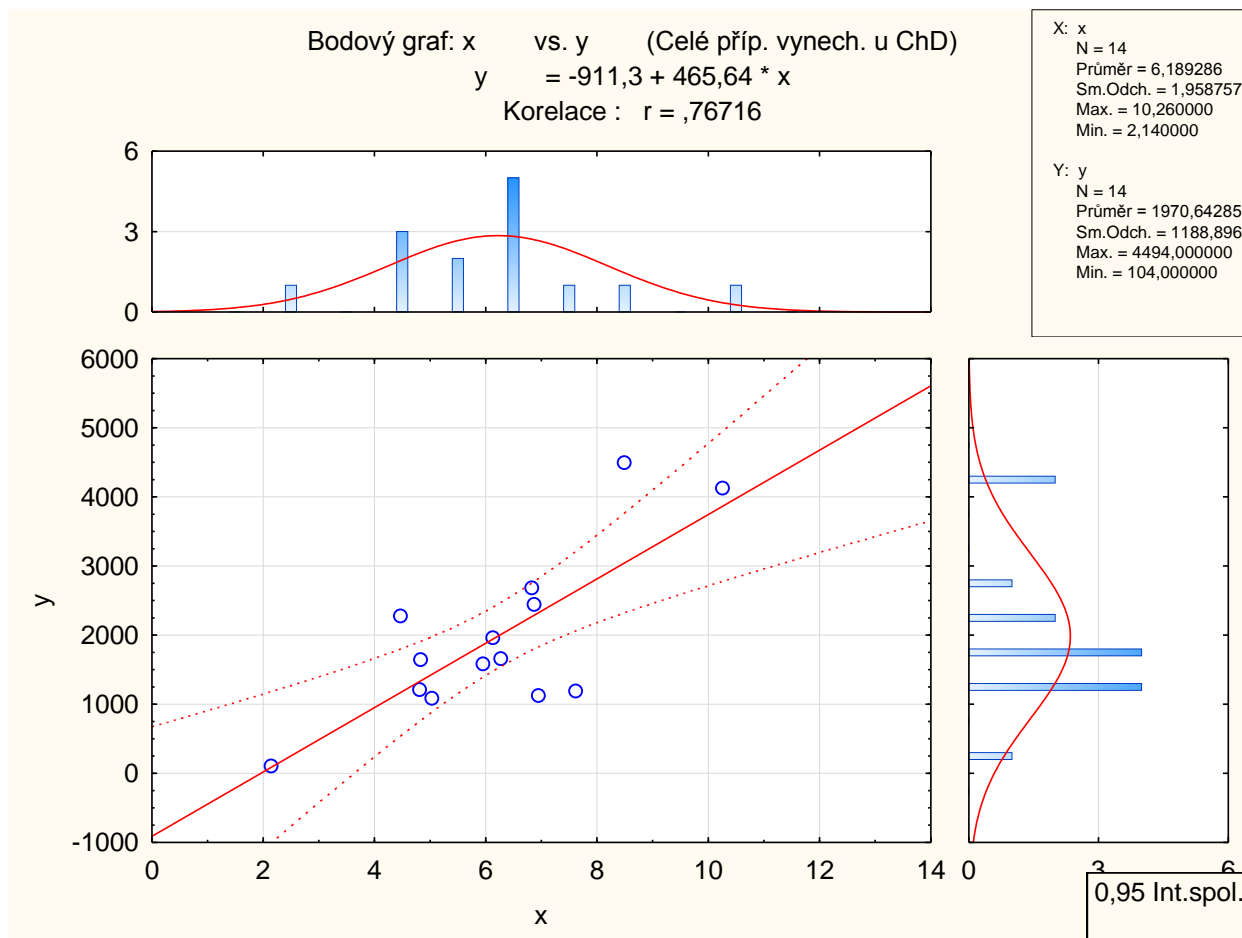 Bodový graf: x vs. y (Celé příp. vynech. u ChD)
y = -911,3 + 465,64 * x
Korelace : r = ,76716
X: x
N = 14
Průměr = 6,189286
Sm.Odch. = 1,958757
Max. = 10,260000
Min. = 2,140000
Y: y
N = 14
Průměr = 1970,64285
Sm.Odch. = 1188,896
Max. = 4494,000000
Min. = 104,000000
6
3
0
6000
5000
4000
3000
2000
1000
0
-1000
y
0 2 4 6 8 10 12 14
x
0 3 6
0,95 Int.spol.